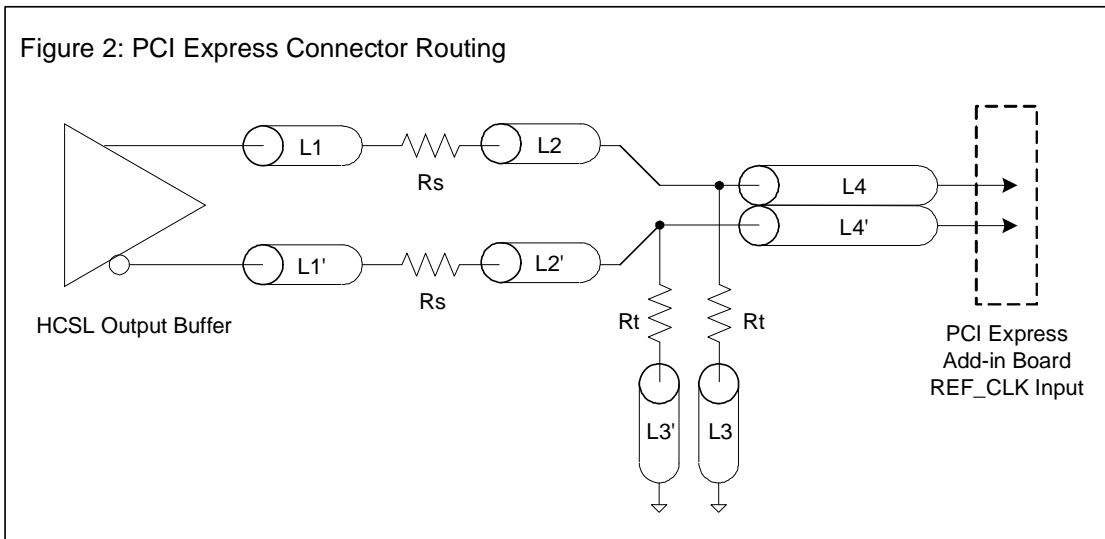 Figure 2: PCI Express Connector Routing
L1
Rs
L2
L4
L4'
L1'
Rs
L2'
HCSL Output Buffer
Rt
Rt
L3'
L3
PCI Express
Add-in Board
REF_CLK Input